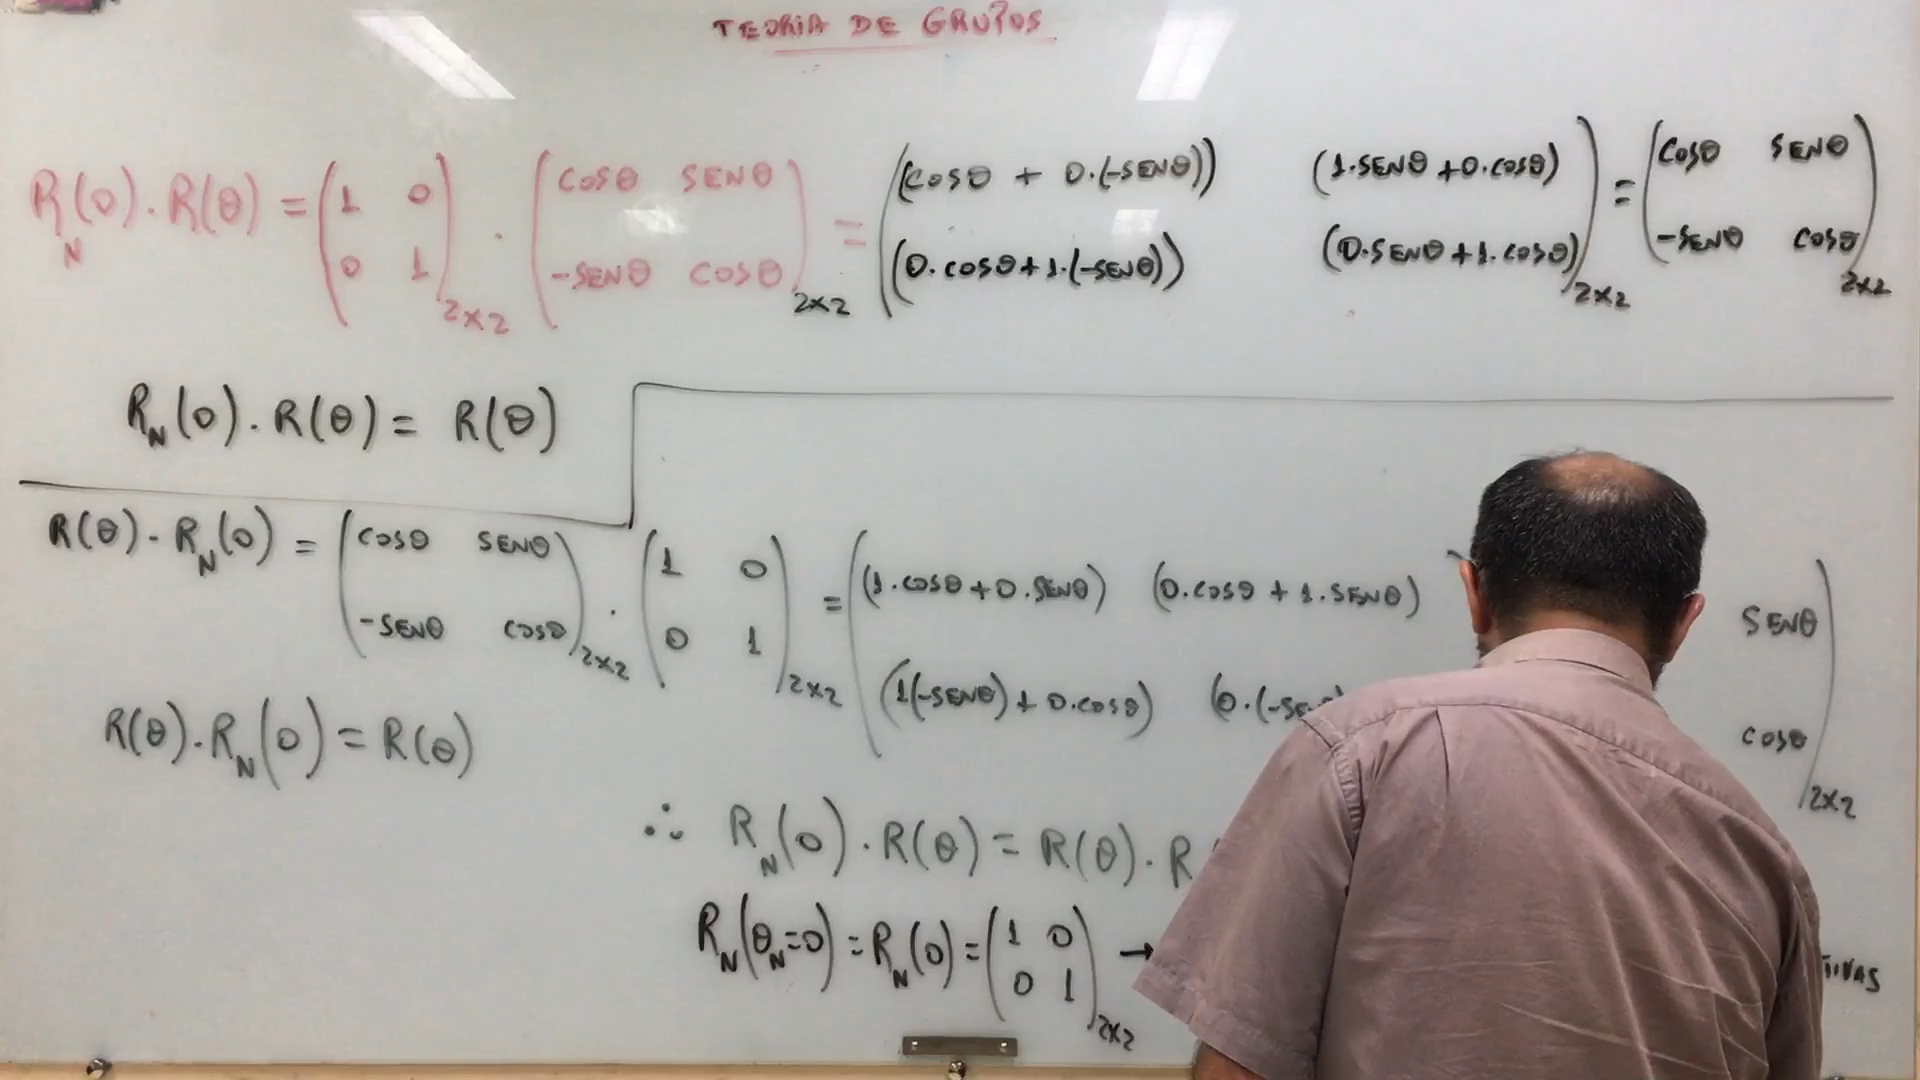 TEORIA DE GRUPOS
R_N(0) . R(θ) = (1 0 / 0 1)_2x2 . (cosθ SENθ / -SENθ cosθ)_2x2 = ((cosθ + 0.(-SENθ)) (1.SENθ + 0.cosθ) / (0.cosθ + 1.(-SENθ)) (0.SENθ + 1.cosθ))_2x2 = (cosθ SENθ / -SENθ cosθ)_2x2
R_N(0) . R(θ) = R(θ)
R(θ) . R_N(0) = (cosθ SENθ / -SENθ cosθ)_2x2 . (1 0 / 0 1)_2x2 = ((1.cosθ + 0.SENθ) (0.cosθ + 1.SENθ) / (1(-SENθ) + 0.cosθ) (0.(-SE SENθ / cosθ)_2x2
R(θ) . R_N(0) = R(θ)
∴ R_N(0) . R(θ) = R(θ) . R
R_N(θ_N=0) = R_N(0) = (1 0 / 0 1)_2x2 →